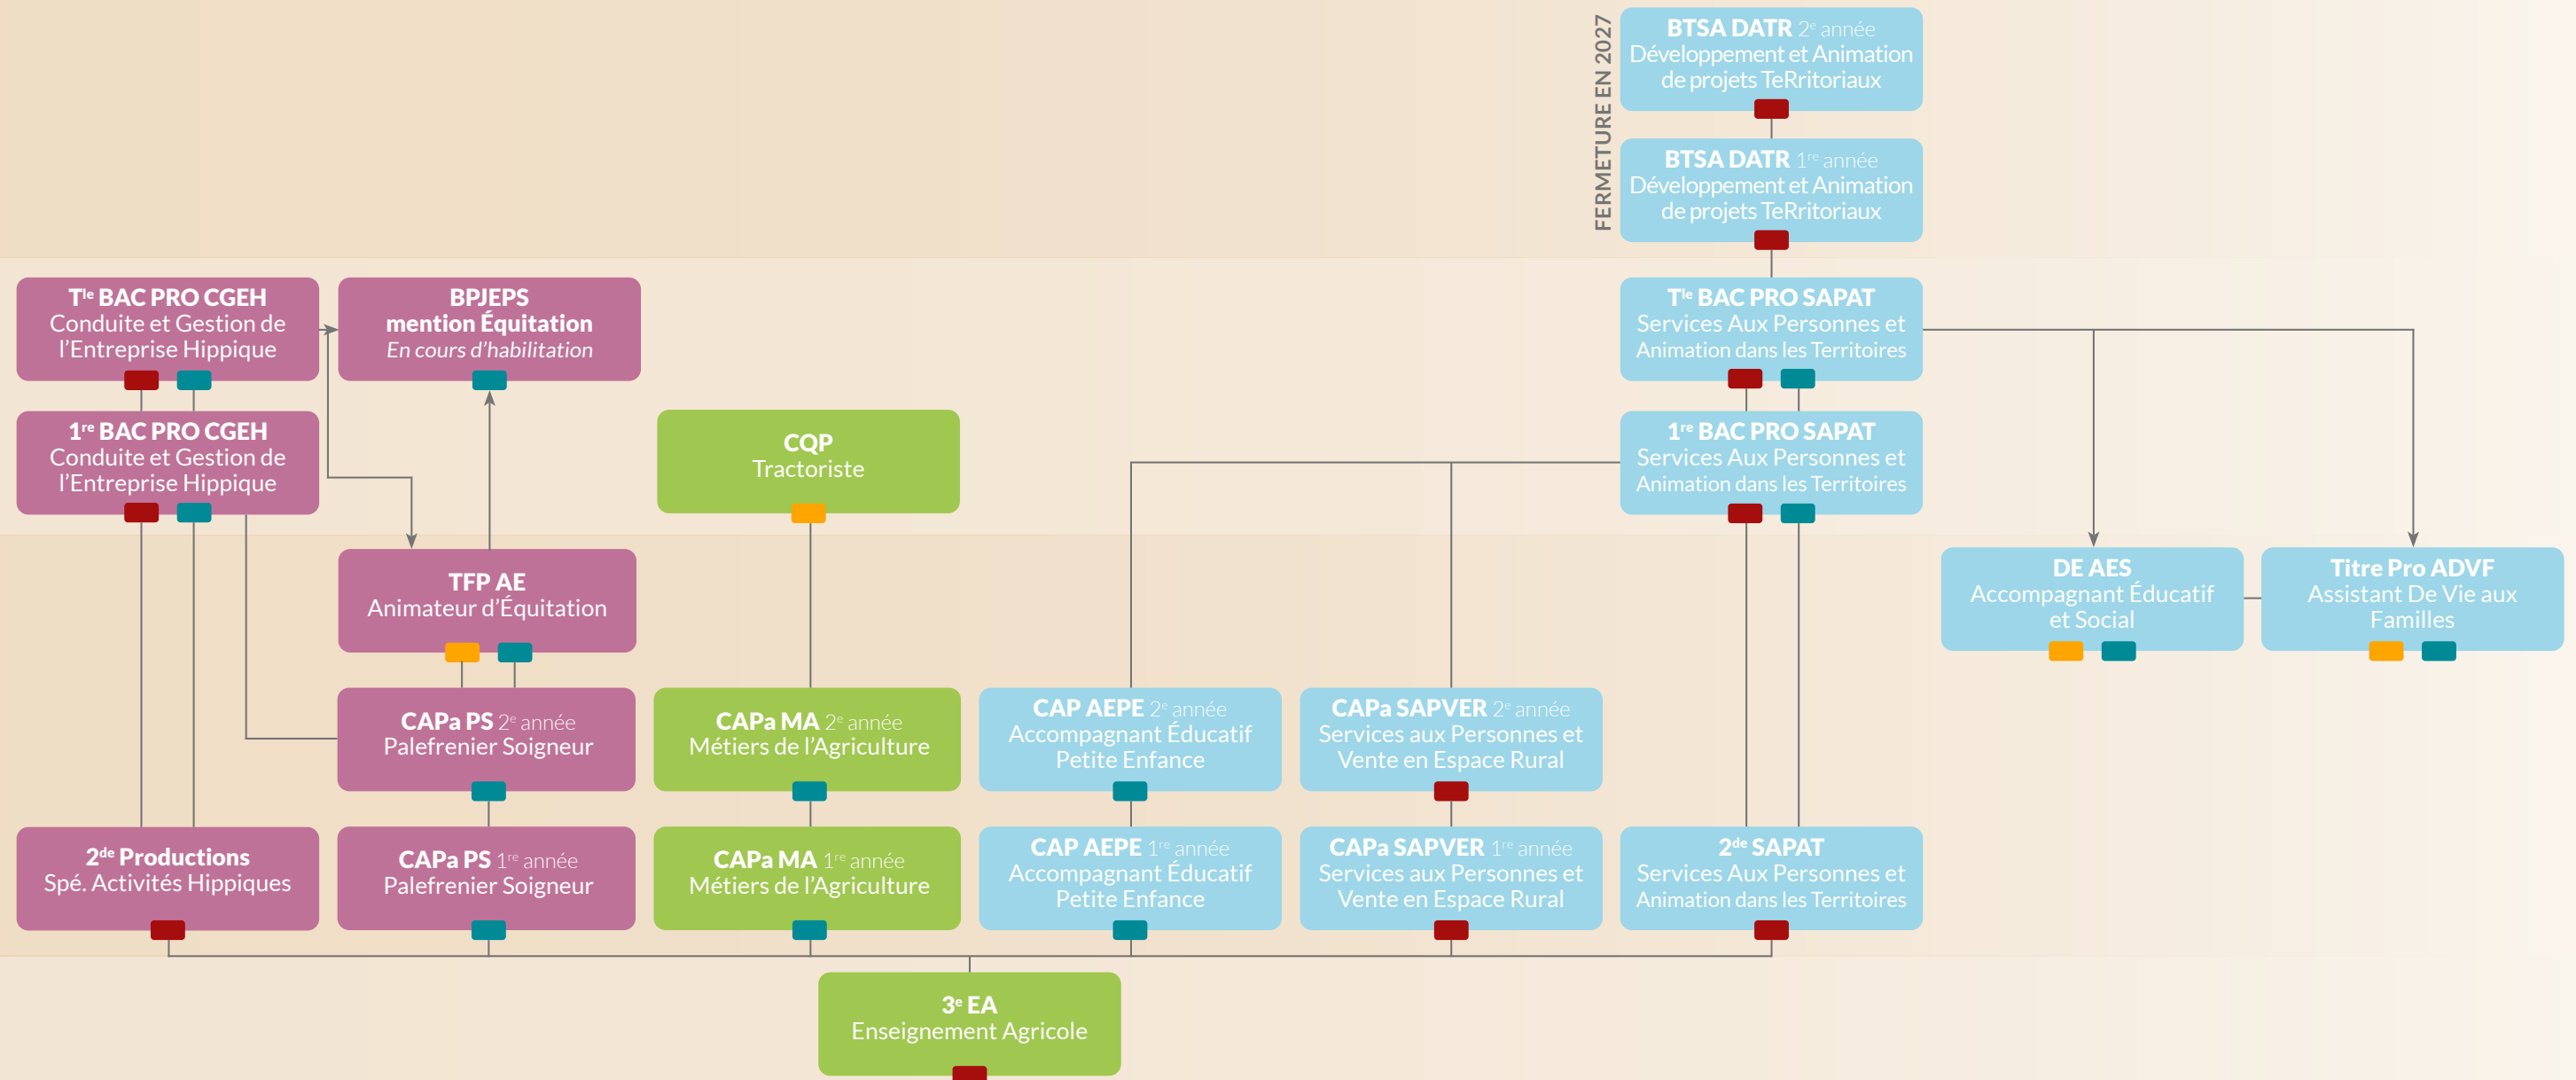 FERMETURE EN 2027
BTSA DATR 2e année
Développement et Animation
de projets TeRritoriaux
BTSA DATR 1re année
Développement et Animation
de projets TeRritoriaux
Tle BAC PRO CGEH
Conduite et Gestion de
l’Entreprise Hippique
BPJEPS
mention Équitation
En cours d’habilitation
Tle BAC PRO SAPAT
Services Aux Personnes et
Animation dans les Territoires
1re BAC PRO CGEH
Conduite et Gestion de
l’Entreprise Hippique
CQP
Tractoriste
1re BAC PRO SAPAT
Services Aux Personnes et
Animation dans les Territoires
TFP AE
Animateur d’Équitation
DE AES
Accompagnant Éducatif
et Social
Titre Pro ADVF
Assistant De Vie aux
Familles
CAPa PS 2e année
Palefrenier Soigneur
CAPa MA 2e année
Métiers de l’Agriculture
CAP AEPE 2e année
Accompagnant Éducatif
Petite Enfance
CAPa SAPVER 2e année
Services aux Personnes et
Vente en Espace Rural
2de Productions
Spé. Activités Hippiques
CAPa PS 1re année
Palefrenier Soigneur
CAPa MA 1re année
Métiers de l’Agriculture
CAP AEPE 1re année
Accompagnant Éducatif
Petite Enfance
CAPa SAPVER 1re année
Services aux Personnes et
Vente en Espace Rural
2de SAPAT
Services Aux Personnes et
Animation dans les Territoires
3e EA
Enseignement Agricole